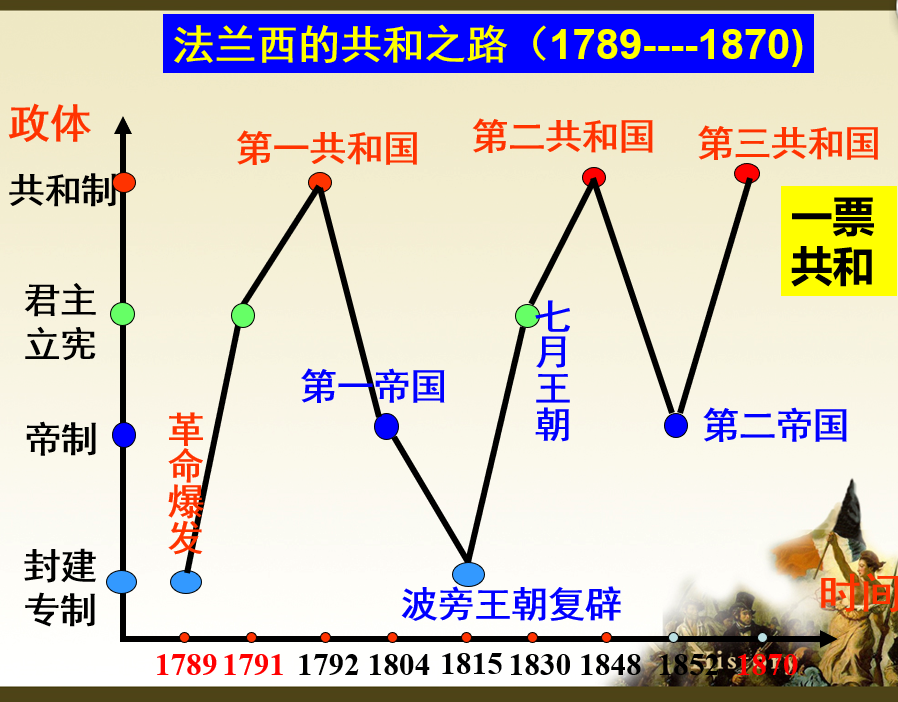 法兰西的共和之路（1789----1870)
政体
第一共和国
第二共和国
第三共和国
共和制
一票
共和
君主
立宪
七月王朝
第一帝国
帝制
革命爆发
第二帝国
封建
专制
波旁王朝复辟
时间
1789 1791 1792 1804 1815 1830 1848 1852 1870